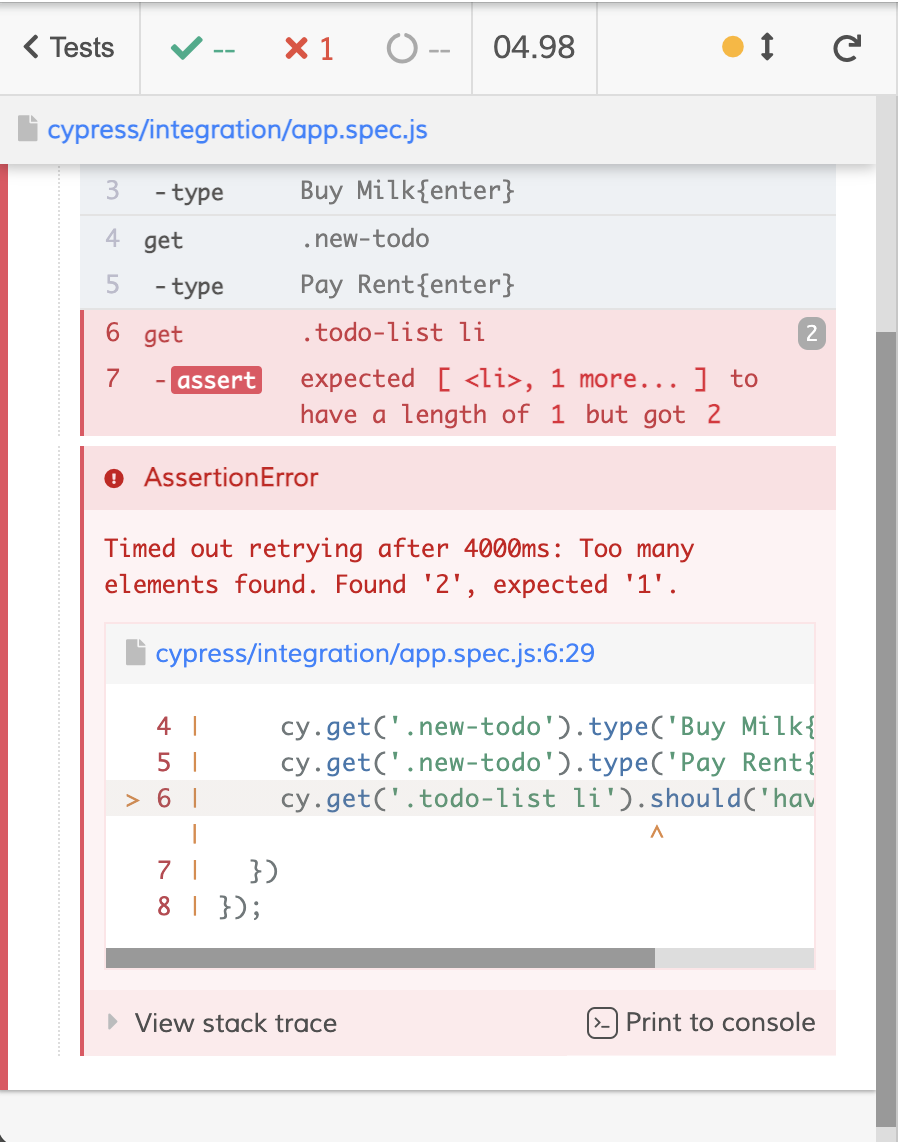 Tests -- 1 -- 04.98
cypress/integration/app.spec.js
3 -type Buy Milk{enter}
4 get .new-todo
5 -type Pay Rent{enter}
6 get .todo-list li 2
7 -assert expected [ <li>, 1 more... ] to
have a length of 1 but got 2
AssertionError
Timed out retrying after 4000ms: Too many
elements found. Found '2', expected '1'.
cypress/integration/app.spec.js:6:29
4 | cy.get('.new-todo').type('Buy Milk{
5 | cy.get('.new-todo').type('Pay Rent{
> 6 | cy.get('.todo-list li').should('hav
| ^
7 | })
8 | });
View stack trace Print to console